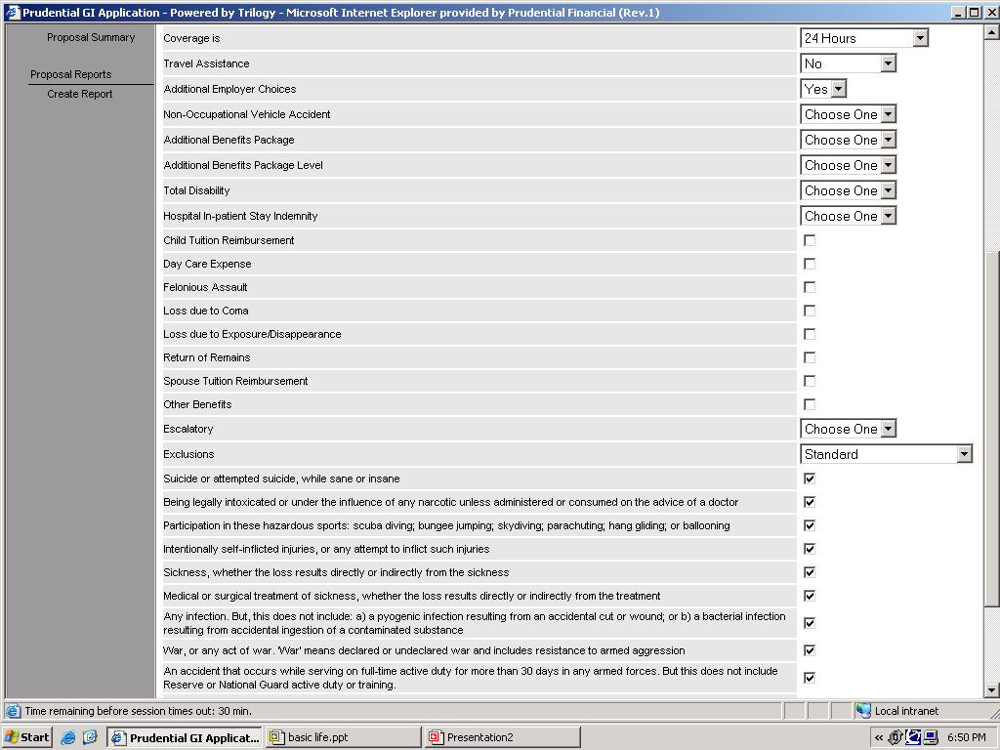 Prudential GI Application - Powered by Trilogy - Microsoft Internet Explorer provided by Prudential Financial (Rev.1)
Proposal Summary
Proposal Reports
Create Report
Coverage is 24 Hours
Travel Assistance No
Additional Employer Choices Yes
Non-Occupational Vehicle Accident Choose One
Additional Benefits Package Choose One
Additional Benefits Package Level Choose One
Total Disability Choose One
Hospital In-patient Stay Indemnity Choose One
Child Tuition Reimbursement
Day Care Expense
Felonious Assault
Loss due to Coma
Loss due to Exposure/Disappearance
Return of Remains
Spouse Tuition Reimbursement
Other Benefits
Escalatory Choose One
Exclusions Standard
Suicide or attempted suicide, while sane or insane
Being legally intoxicated or under the influence of any narcotic unless administered or consumed on the advice of a doctor
Participation in these hazardous sports: scuba diving; bungee jumping; skydiving; parachuting; hang gliding; or ballooning
Intentionally self-inflicted injuries, or any attempt to inflict such injuries
Sickness, whether the loss results directly or indirectly from the sickness
Medical or surgical treatment of sickness, whether the loss results directly or indirectly from the treatment
Any infection. But, this does not include: a) a pyogenic infection resulting from an accidental cut or wound; or b) a bacterial infection
resulting from accidental ingestion of a contaminated substance
War, or any act of war. 'War' means declared or undeclared war and includes resistance to armed aggression
An accident that occurs while serving on full-time active duty for more than 30 days in any armed forces. But this does not include
Reserve or National Guard active duty or training.
Time remaining before session times out: 30 min. Local intranet
Start Prudential GI Applicat... basic life.ppt Presentation2 « 6:50 PM